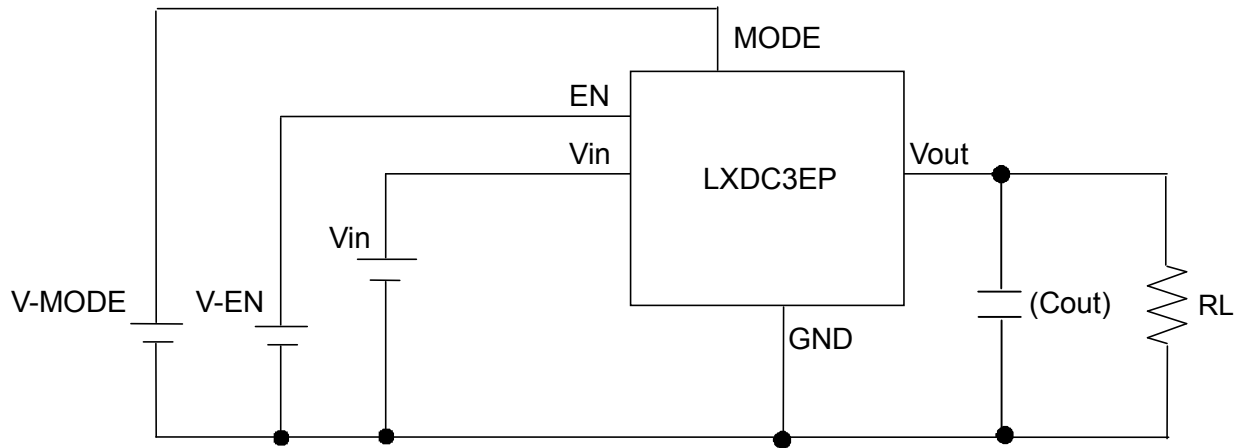 MODE
EN
Vin
LXDC3EP
Vout
Vin
V-MODE
V-EN
(Cout)
RL
GND